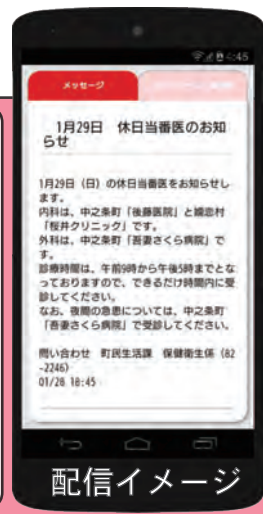 4:45
メッセージ
1月29日　休日当番医のお知
らせ
1月29日（日）の休日当番医をお知らせし
ます。
内科は、中之条町「後藤医院」と嬬恋村
「桜井クリニック」です。
外科は、中之条町「吾妻さくら病院」で
す。
診療時間は、午前9時から午後5時までとな
っておりますので、できるだけ時間内に受
診してください。
なお、夜間の急患については、中之条町
「吾妻さくら病院」で受診してください。
問い合わせ　町民生活課　保健衛生係（82
-2246）
01/28 18:45
配信イメージ